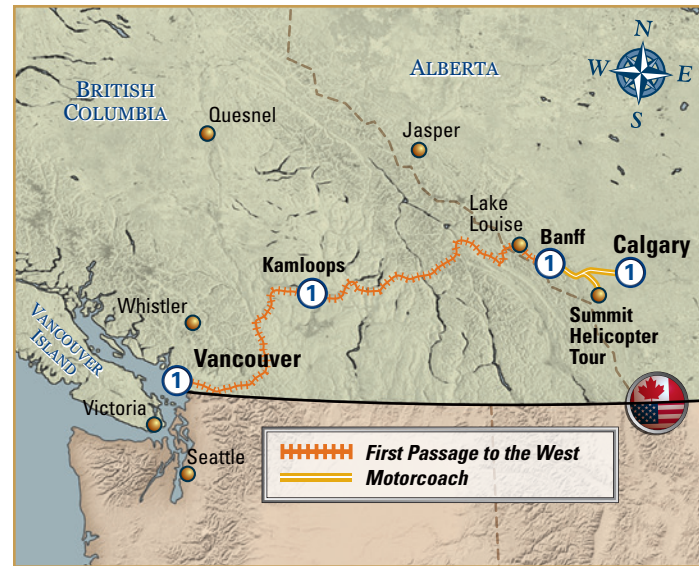 N
W
E
S
BRITISH
COLUMBIA
ALBERTA
Quesnel
Jasper
Lake
Louise
Banff
Calgary
1
1
Kamloops
1
Summit
Helicopter
Tour
Whistler
VANCOUVER
ISLAND
Vancouver
1
Victoria
Seattle
First Passage to the West
Motorcoach